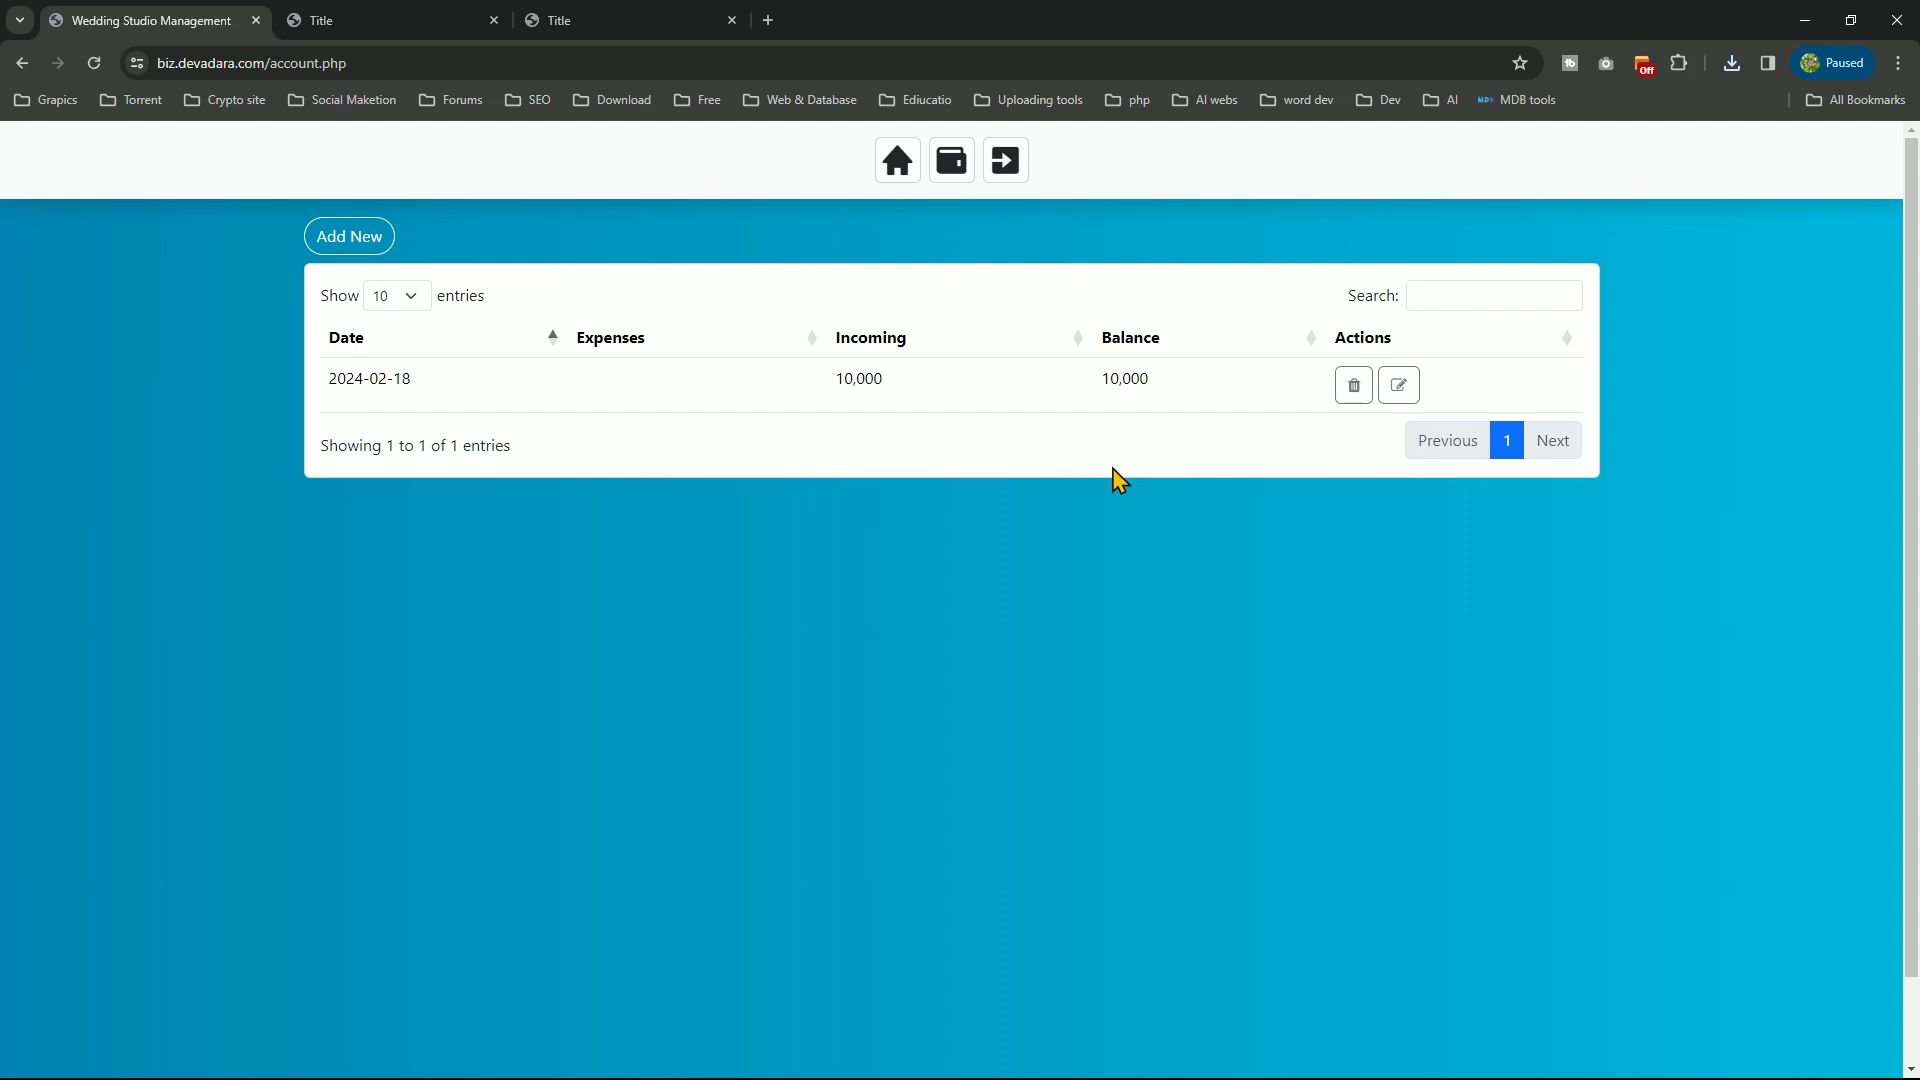 Wedding Studio Management Title Title
biz.devadara.com/account.php Off Paused
Grapics Torrent Crypto site Social Maketion Forums SEO Download Free Web & Database Ediucatio Uploading tools php AI webs word dev Dev AI MDB MDB tools All Bookmarks
Add New
Show 10 entries Search:
Date Expenses Incoming Balance Actions
2024-02-18 10,000 10,000
Showing 1 to 1 of 1 entries Previous 1 Next